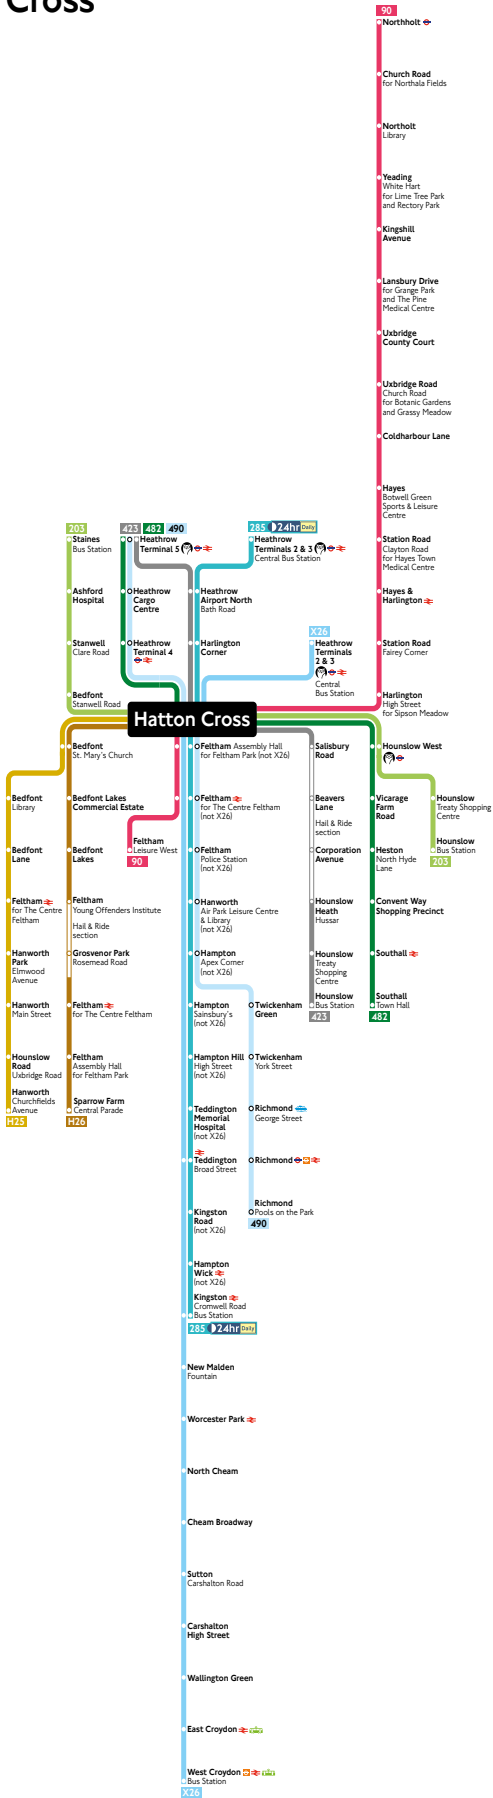 Cross
90
Northholt
Church Road
for Northala Fields
Northolt
Library
Yeading
White Hart
for Lime Tree Park
and Rectory Park
Kingshill
Avenue
Lansbury Drive
for Grange Park
and The Pine
Medical Centre
Uxbridge
County Court
Uxbridge Road
Church Road
for Botanic Gardens
and Grassy Meadow
Coldharbour Lane
Hayes
Botwell Green
Sports & Leisure
Centre
Station Road
Clayton Road
for Hayes Town
Medical Centre
Hayes &
Harlington
Station Road
Fairey Corner
Harlington
High Street
for Sipson Meadow
203
Staines
Bus Station
Ashford
Hospital
Stanwell
Clare Road
Bedfont
Stanwell Road
423 482 490
Heathrow
Terminal 5
Heathrow
Cargo
Centre
Heathrow
Terminal 4
285 24hr Daily
Heathrow
Terminals 2 & 3
Central Bus Station
Heathrow
Airport North
Bath Road
Harlington
Corner
X26
Heathrow
Terminals
2 & 3
Central
Bus Station
Hatton Cross
Bedfont
St. Mary's Church
Bedfont
Library
Bedfont
Lane
Feltham
for The Centre
Feltham
Hanworth
Park
Elmwood
Avenue
Hanworth
Main Street
Hounslow
Road
Uxbridge Road
Hanworth
Churchfields
Avenue
H25
Bedfont Lakes
Commercial Estate
Bedfont
Lakes
Feltham
Young Offenders Institute
Hail & Ride
section
Grosvenor Park
Rosemead Road
Feltham
for The Centre Feltham
Feltham
Assembly Hall
for Feltham Park
Sparrow Farm
Central Parade
H26
Feltham
Leisure West
90
Feltham Assembly Hall
for Feltham Park (not X26)
Feltham
for The Centre Feltham
(not X26)
Feltham
Police Station
(not X26)
Hanworth
Air Park Leisure Centre
& Library
(not X26)
Hampton
Apex Corner
(not X26)
Hampton
Sainsbury's
(not X26)
Hampton Hill
High Street
(not X26)
Teddington
Memorial
Hospital
(not X26)
Teddington
Broad Street
Kingston
Road
(not X26)
Hampton
Wick
(not X26)
Kingston
Cromwell Road
Bus Station
285 24hr Daily
New Malden
Fountain
Worcester Park
North Cheam
Cheam Broadway
Sutton
Carshalton Road
Carshalton
High Street
Wallington Green
East Croydon
West Croydon
Bus Station
X26
Twickenham
Green
Twickenham
York Street
Richmond
George Street
Richmond
Richmond
Pools on the Park
490
Salisbury
Road
Beavers
Lane
Hail & Ride
section
Corporation
Avenue
Hounslow
Heath
Hussar
Hounslow
Treaty
Shopping
Centre
Hounslow
Bus Station
423
Hounslow West
Vicarage
Farm
Road
Heston
North Hyde
Lane
Convent Way
Shopping Precinct
Southall
Southall
Town Hall
482
Hounslow
Treaty Shopping
Centre
Hounslow
Bus Station
203